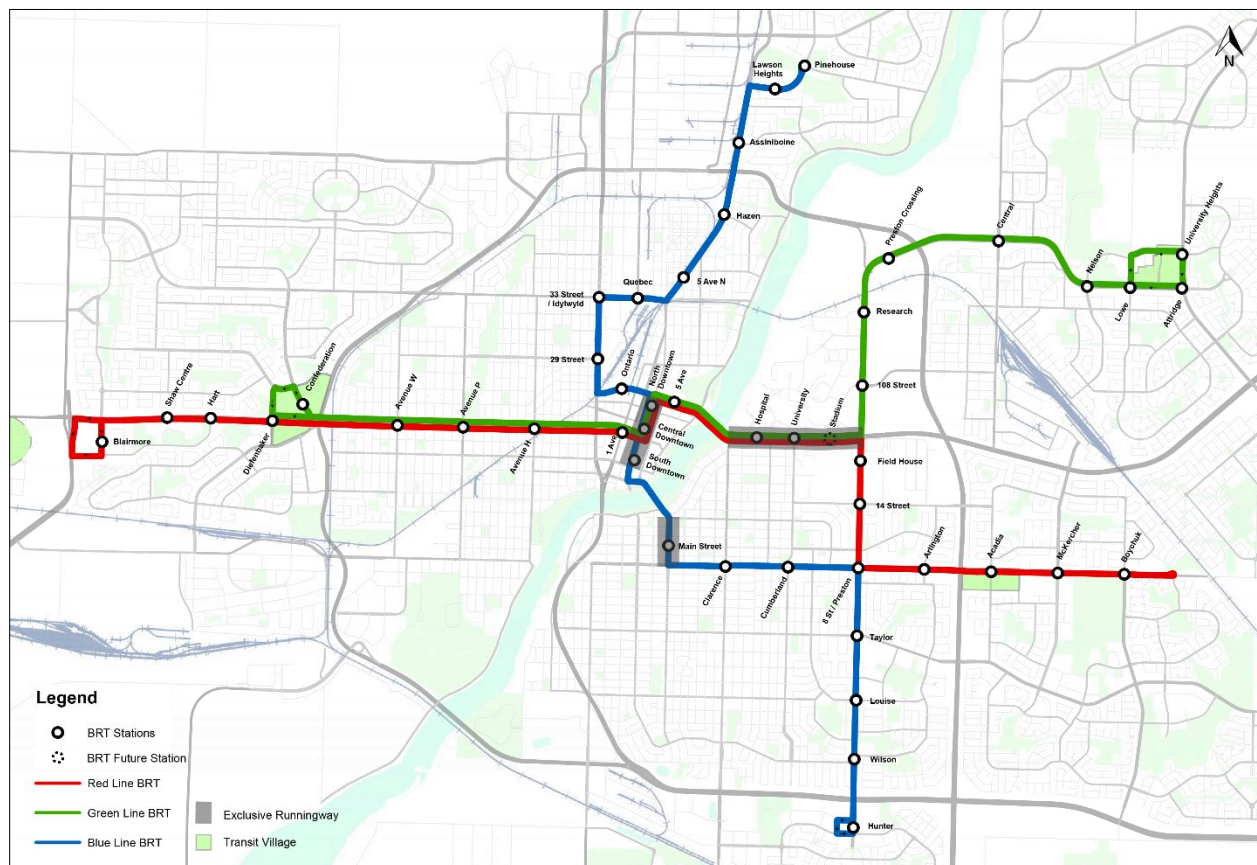 N
Lawson
Heights
Pinehouse
Assiniboine
Hazen
5 Ave N
Quebec
33 Street
/ Idylwyld
29 Street
Ontario
North
Downtown
5 Ave
Central
Downtown
South
Downtown
1 Ave
Avenue H
Avenue P
Avenue W
Confederation
Diefenbaker
Hart
Shaw Centre
Blairmore
Hospital
University
Stadium
Preston Crossing
Central
Nelson
Lowe
Attridge
University Heights
Research
108 Street
Field House
14 Street
Main Street
Clarence
Cumberland
8 St / Preston
Arlington
Acadia
McKercher
Boychuk
Taylor
Louise
Wilson
Hunter
Legend
BRT Stations
BRT Future Station
Red Line BRT
Green Line BRT
Blue Line BRT
Exclusive Runningway
Transit Village